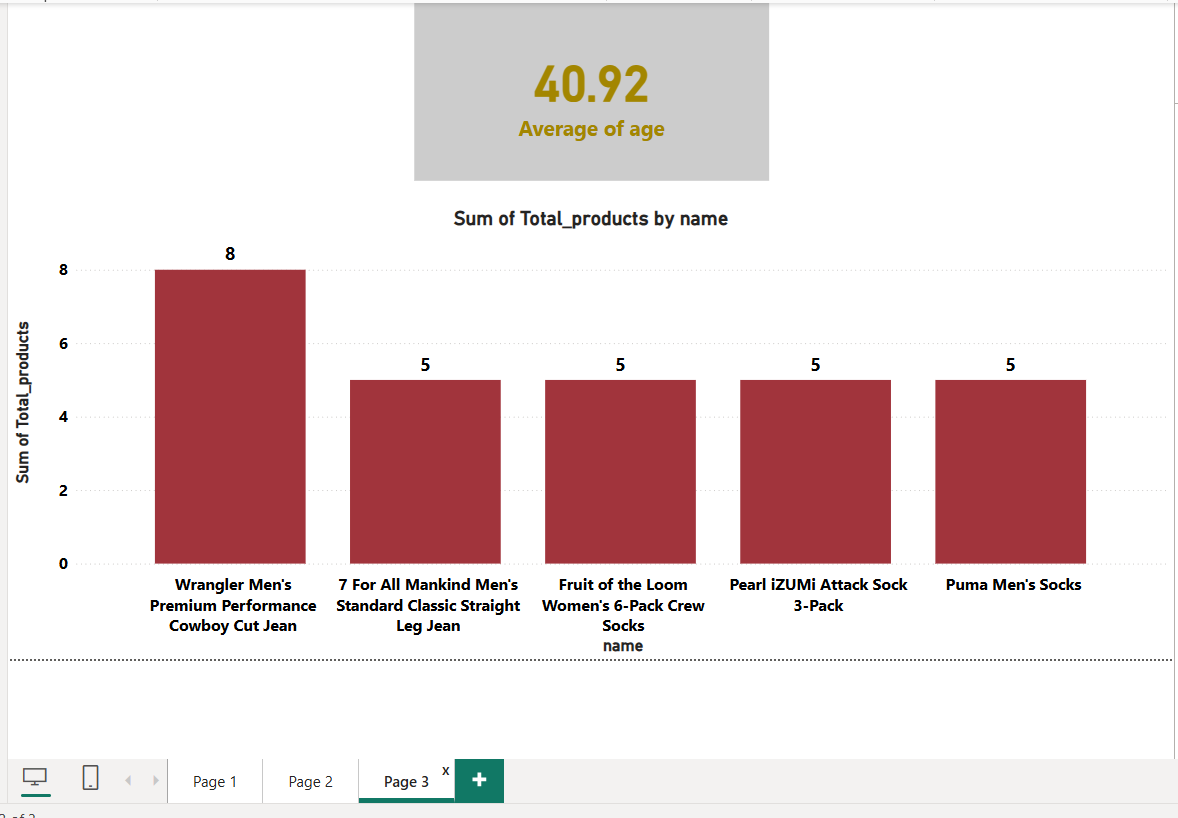 40.92
Average of age
Sum of Total_products by name
Sum of Total_products
8
6
4
2
0
8
5
5
5
5
Wrangler Men's
Premium Performance
Cowboy Cut Jean
7 For All Mankind Men's
Standard Classic Straight
Leg Jean
Fruit of the Loom
Women's 6-Pack Crew
Socks
Pearl iZUMi Attack Sock
3-Pack
Puma Men's Socks
name
Page 1
Page 2
Page 3
x
+